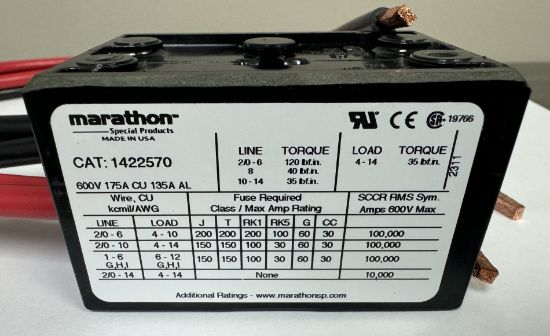 marathon™
Special Products
MADE IN USA
CAT: 1422570
600V 175A CU 135A AL
LINE TORQUE LOAD TORQUE
2/0 - 6 120 lbf.in. 4 - 14 35 lbf.in.
8 40 lbf.in.
10 - 14 35 lbf.in.
CE
-19766
2311
Wire, CU
kcmil/AWG
Fuse Required
Class / Max Amp Rating
SCCR RMS Sym.
Amps 600V Max
LINE LOAD J T RK1 RK5 G CC
2/0 - 6 4 - 10 200 200 200 100 60 30 100,000
2/0 - 10 4 - 14 150 150 100 30 60 30 100,000
1 - 6 G,H,I 6 - 12 G,H,I 150 150 100 30 60 30 100,000
2/0 - 14 4 - 14 None 10,000
Additional Ratings - www.marathonsp.com